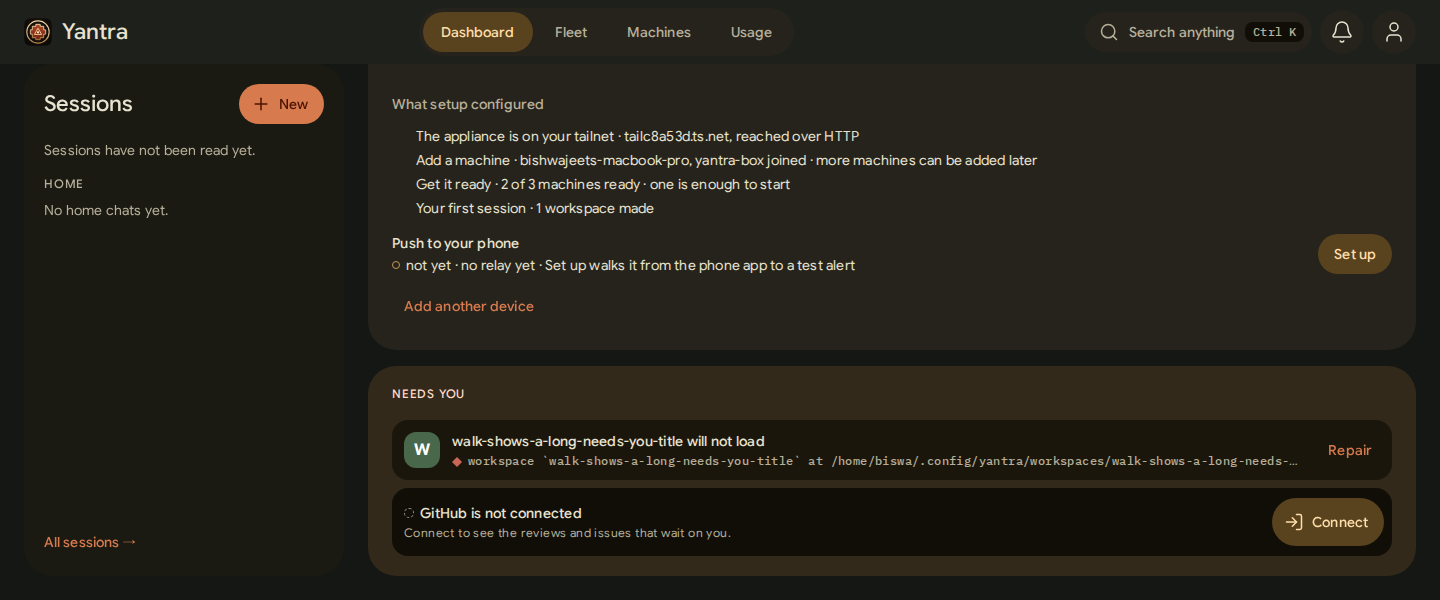 Yantra
Dashboard
Fleet
Machines
Usage
Search anything
Ctrl K
Sessions
New
Sessions have not been read yet.
HOME
No home chats yet.
All sessions →
What setup configured
The appliance is on your tailnet · tailc8a53d.ts.net, reached over HTTP
Add a machine · bishwajeets-macbook-pro, yantra-box joined · more machines can be added later
Get it ready · 2 of 3 machines ready · one is enough to start
Your first session · 1 workspace made
Push to your phone
not yet · no relay yet · Set up walks it from the phone app to a test alert
Set up
Add another device
NEEDS YOU
W
walk-shows-a-long-needs-you-title will not load
workspace `walk-shows-a-long-needs-you-title` at /home/biswa/.config/yantra/workspaces/walk-shows-a-long-needs-…
Repair
GitHub is not connected
Connect to see the reviews and issues that wait on you.
Connect